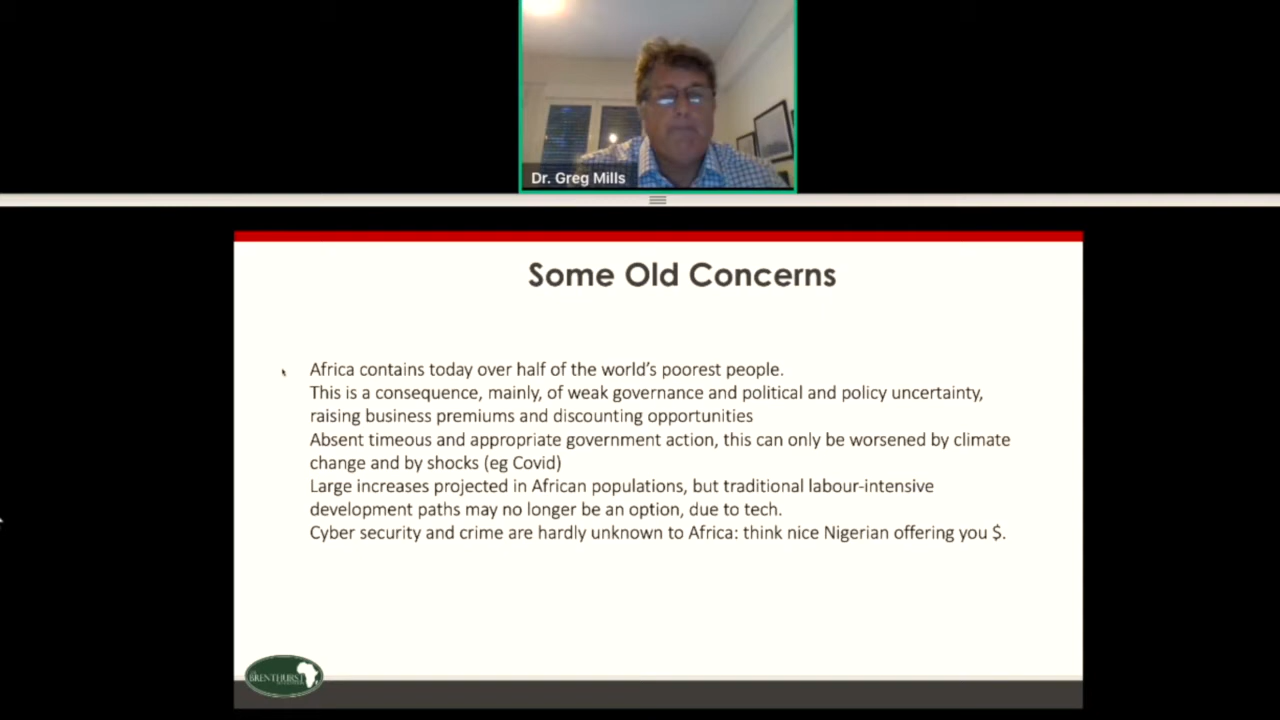 Dr. Greg Mills
Some Old Concerns
Africa contains today over half of the world's poorest people.
This is a consequence, mainly, of weak governance and political and policy uncertainty,
raising business premiums and discounting opportunities
Absent timeous and appropriate government action, this can only be worsened by climate
change and by shocks (eg Covid)
Large increases projected in African populations, but traditional labour-intensive
development paths may no longer be an option, due to tech.
Cyber security and crime are hardly unknown to Africa: think nice Nigerian offering you $.
BRENTHURST